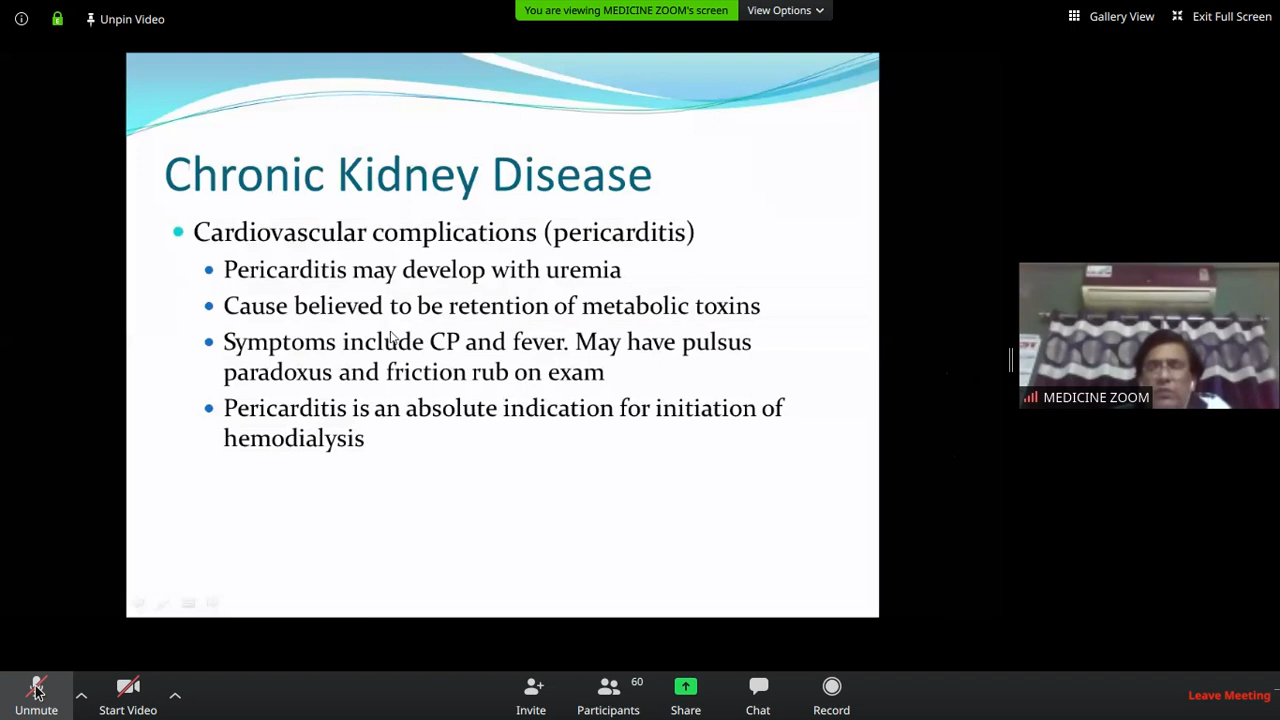 Unpin Video
You are viewing MEDICINE ZOOM's screen
View Options
Gallery View
Exit Full Screen
Chronic Kidney Disease
Cardiovascular complications (pericarditis)
Pericarditis may develop with uremia
Cause believed to be retention of metabolic toxins
Symptoms include CP and fever. May have pulsus
paradoxus and friction rub on exam
Pericarditis is an absolute indication for initiation of
hemodialysis
MEDICINE ZOOM
Unmute
Start Video
Invite
Participants 60
Share
Chat
Record
Leave Meeting